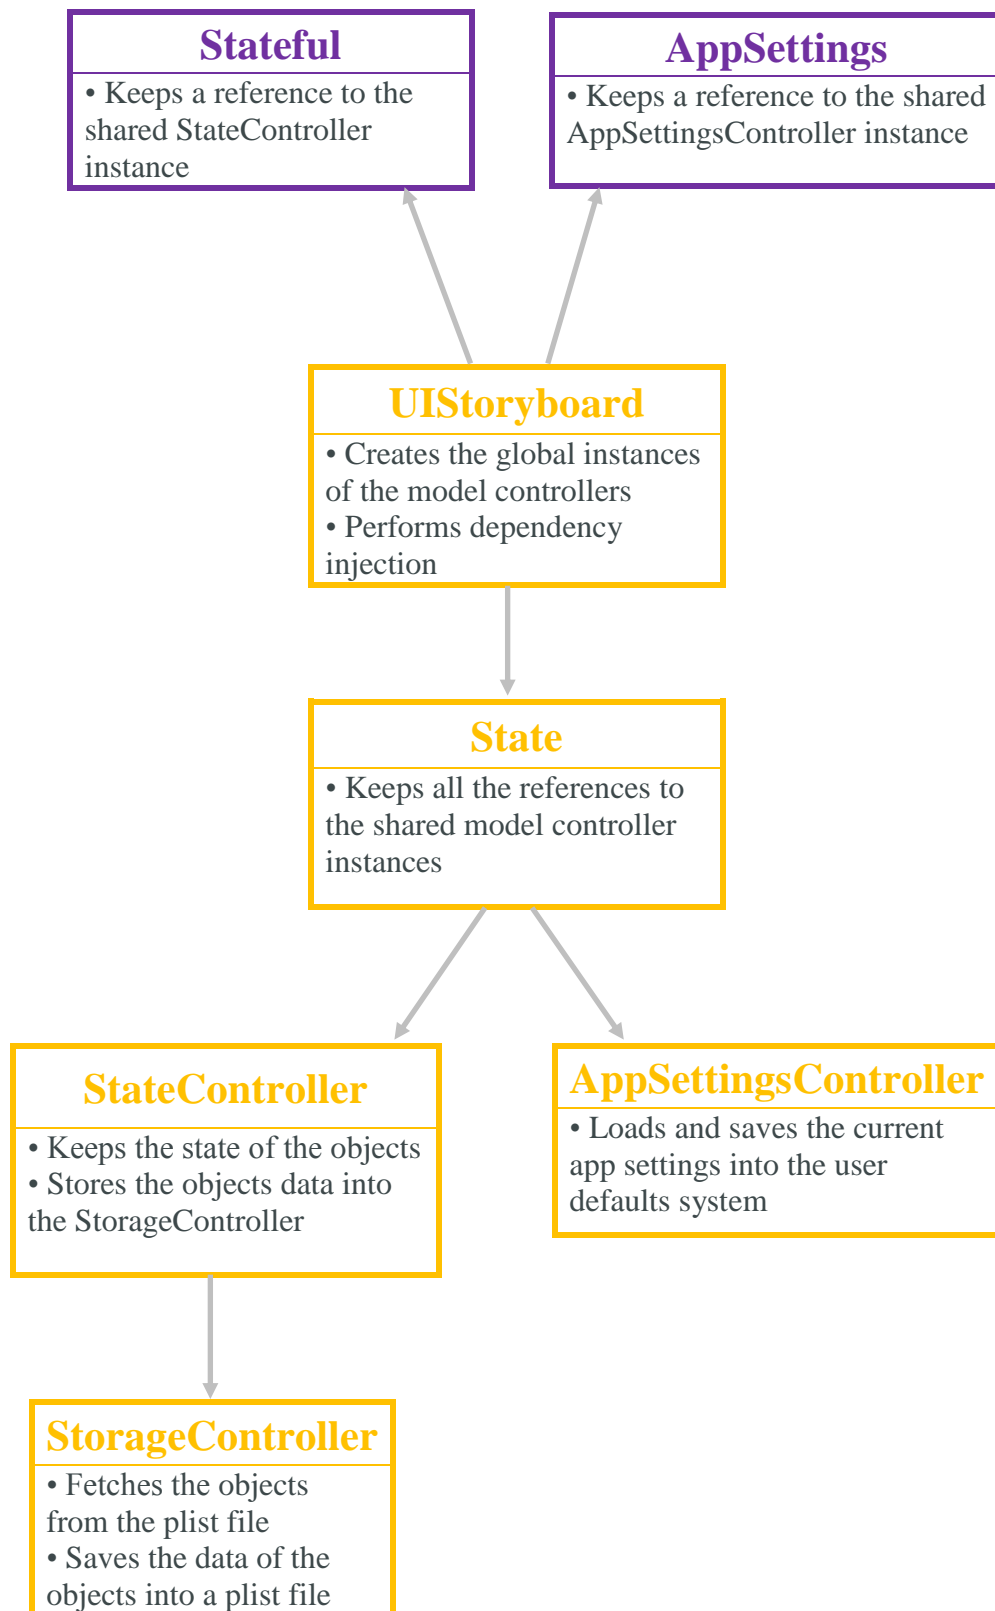 Stateful
• Keeps a reference to the
shared StateController
instance
AppSettings
• Keeps a reference to the shared
AppSettingsController instance
UIStoryboard
• Creates the global instances
of the model controllers
• Performs dependency
injection
State
• Keeps all the references to
the shared model controller
instances
StateController
• Keeps the state of the objects
• Stores the objects data into
the StorageController
AppSettingsController
• Loads and saves the current
app settings into the user
defaults system
StorageController
• Fetches the objects
from the plist file
• Saves the data of the
objects into a plist file